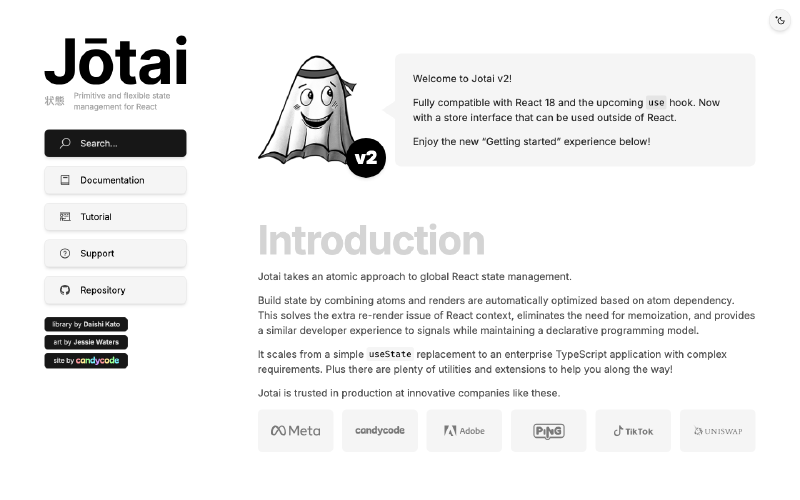 Jōtai
状態
Primitive and flexible state
management for React
Search...
Documentation
Tutorial
Support
Repository
library by Daishi Kato
art by Jessie Waters
site by candycode
v2
Welcome to Jotai v2!
Fully compatible with React 18 and the upcoming use hook. Now
with a store interface that can be used outside of React.
Enjoy the new “Getting started” experience below!
Introduction
Jotai takes an atomic approach to global React state management.
Build state by combining atoms and renders are automatically optimized based on atom dependency.
This solves the extra re-render issue of React context, eliminates the need for memoization, and provides
a similar developer experience to signals while maintaining a declarative programming model.
It scales from a simple useState replacement to an enterprise TypeScript application with complex
requirements. Plus there are plenty of utilities and extensions to help you along the way!
Jotai is trusted in production at innovative companies like these.
Meta candycode Adobe PING TikTok UNISWAP